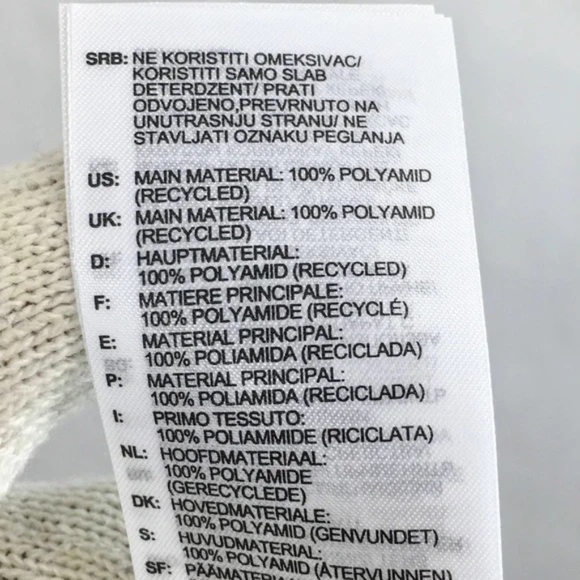 SRB: NE KORISTITI OMEKSIVAC/
KORISTITI SAMO SLAB
DETERDZENT/ PRATI
ODVOJENO,PREVRNUTO NA
UNUTRASNJU STRANU/ NE
STAVLJATI OZNAKU PEGLANJA
US: MAIN MATERIAL: 100% POLYAMID
(RECYCLED)
UK: MAIN MATERIAL: 100% POLYAMID
(RECYCLED)
D: HAUPTMATERIAL:
100% POLYAMID (RECYCLED)
F: MATIERE PRINCIPALE:
100% POLYAMIDE (RECYCLÉ)
E: MATERIAL PRINCIPAL:
100% POLIAMIDA (RECICLADA)
P: MATERIAL PRINCIPAL:
100% POLIAMIDA (RECICLADA)
I: PRIMO TESSUTO:
100% POLIAMMIDE (RICICLATA)
NL: HOOFDMATERIAAL:
100% POLYAMIDE
(GERECYCLEDE)
DK: HOVEDMATERIALE:
100% POLYAMID (GENVUNDET)
S: HUVUDMATERIAL:
100% POLYAMID (ÅTERVUNNEN)
SF: PÄÄMATERIA